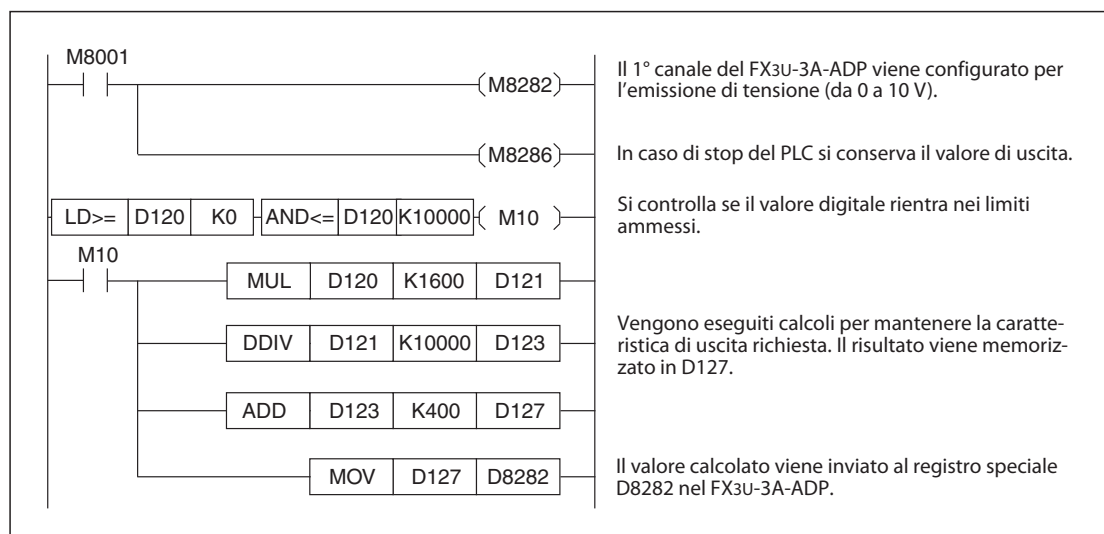 M8001
M8282
Il 1° canale del FX3U-3A-ADP viene configurato per
l'emissione di tensione (da 0 a 10 V).
M8286
In caso di stop del PLC si conserva il valore di uscita.
LD>= D120 K0 AND<= D120 K10000 M10
Si controlla se il valore digitale rientra nei limiti
ammessi.
M10
MUL D120 K1600 D121
DDIV D121 K10000 D123
Vengono eseguiti calcoli per mantenere la caratte-
ristica di uscita richiesta. Il risultato viene memoriz-
zato in D127.
ADD D123 K400 D127
MOV D127 D8282
Il valore calcolato viene inviato al registro speciale
D8282 nel FX3U-3A-ADP.